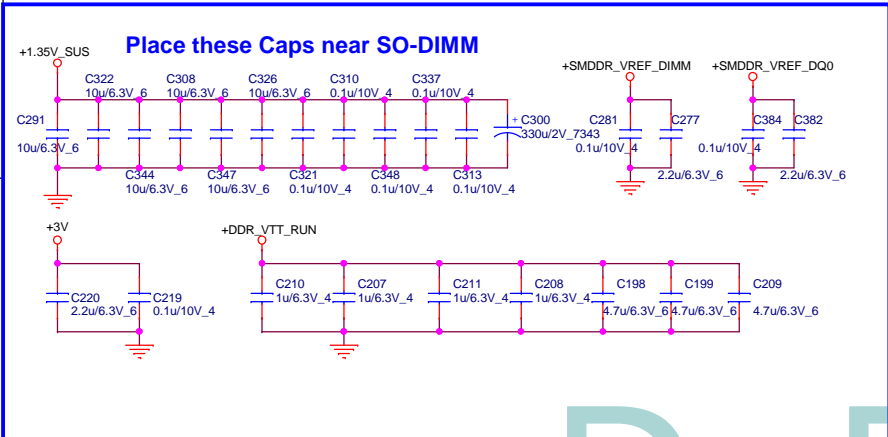 Place these Caps near SO-DIMM
+1.35V_SUS
+SMDDR_VREF_DIMM
+SMDDR_VREF_DQ0
C322
10u/6.3V_6
C308
10u/6.3V_6
C326
10u/6.3V_6
C310
0.1u/10V_4
C337
0.1u/10V_4
C291
10u/6.3V_6
+ C300
330u/2V_7343
C281
0.1u/10V_4
C277
2.2u/6.3V_6
C384
0.1u/10V_4
C382
2.2u/6.3V_6
C344
10u/6.3V_6
C347
10u/6.3V_6
C321
0.1u/10V_4
C348
0.1u/10V_4
C313
0.1u/10V_4
+3V
+DDR_VTT_RUN
C220
2.2u/6.3V_6
C219
0.1u/10V_4
C210
1u/6.3V_4
C207
1u/6.3V_4
C211
1u/6.3V_4
C208
1u/6.3V_4
C198
4.7u/6.3V_6
C199
4.7u/6.3V_6
C209
4.7u/6.3V_6